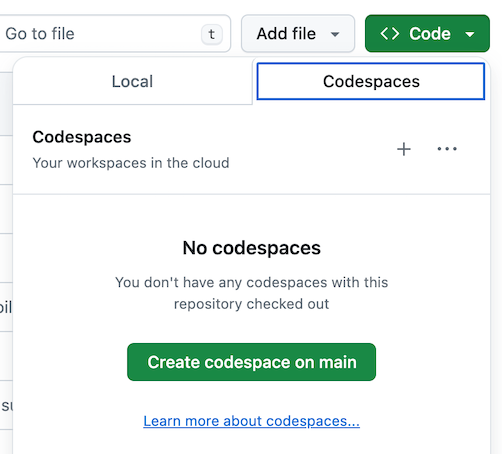 Go to file t Add file <> Code
Local Codespaces
Codespaces
Your workspaces in the cloud
No codespaces
You don't have any codespaces with this
repository checked out
Create codespace on main
Learn more about codespaces...